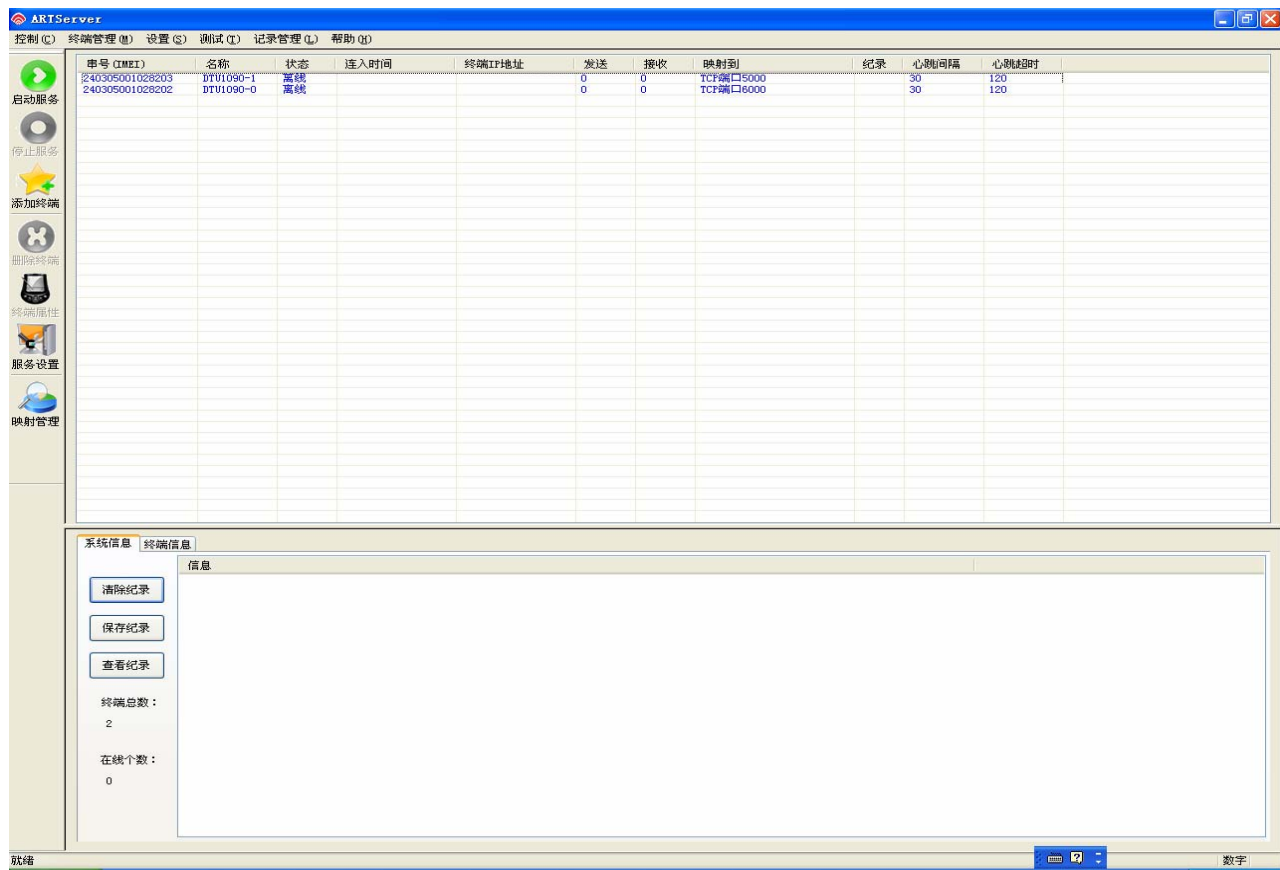 ARTServer
控制(C) 终端管理(M) 设置(S) 测试(T) 记录管理(L) 帮助(H)
串号(IMEI) 名称 状态 连入时间 终端IP地址 发送 接收 映射到 纪录 心跳间隔 心跳超时
240305001028203 DTU1090-1 离线 0 0 TCP端口5000 30 120
240305001028202 DTU1090-0 离线 0 0 TCP端口6000 30 120
启动服务
停止服务
添加终端
删除终端
终端属性
服务设置
映射管理
系统信息 终端信息
信息
清除纪录
保存纪录
查看纪录
终端总数：
2
在线个数：
0
就绪 数字